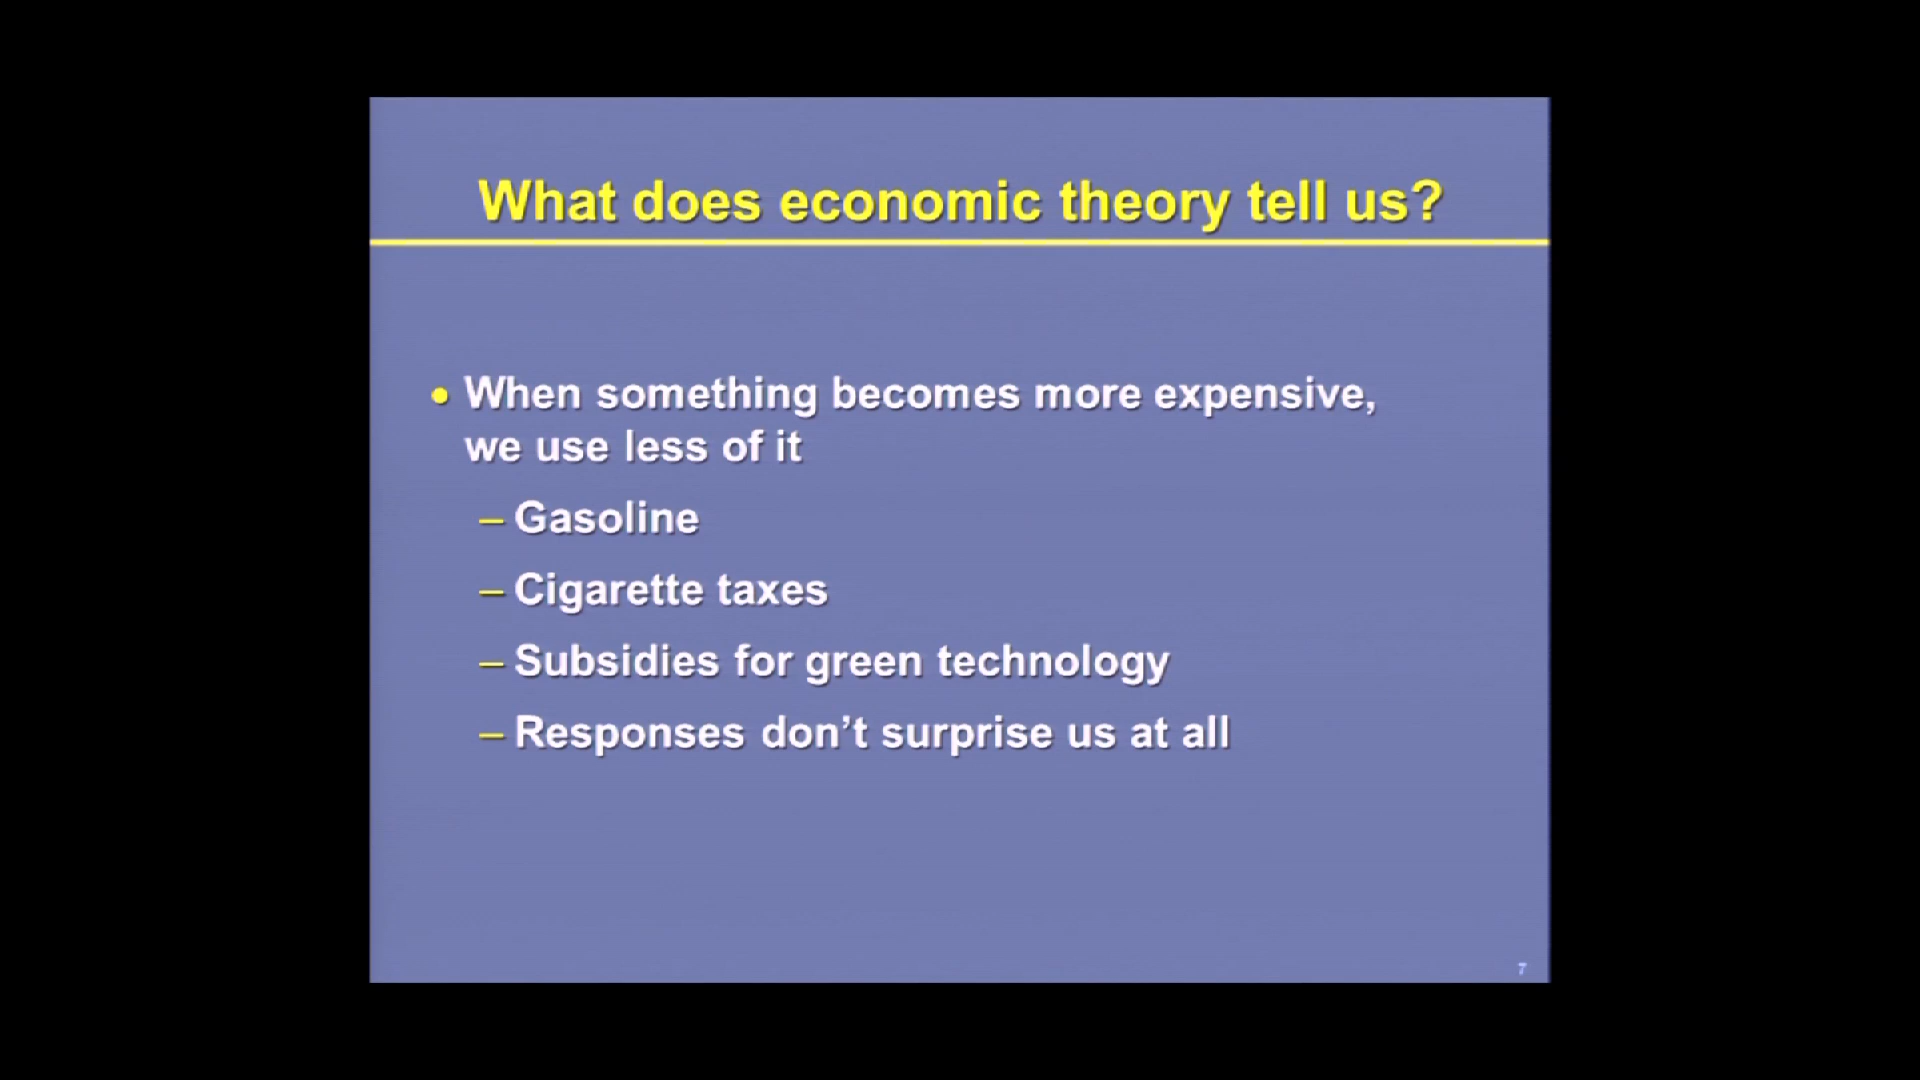 What does economic theory tell us?
• When something becomes more expensive,
we use less of it
– Gasoline
– Cigarette taxes
– Subsidies for green technology
– Responses don’t surprise us at all
7